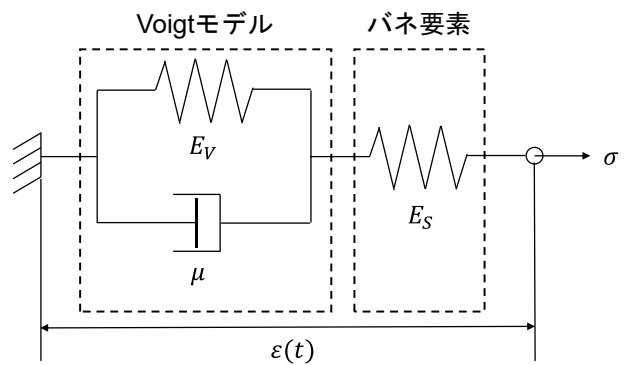 Voigtモデル
バネ要素
E_V
E_S
σ
μ
ε(t)